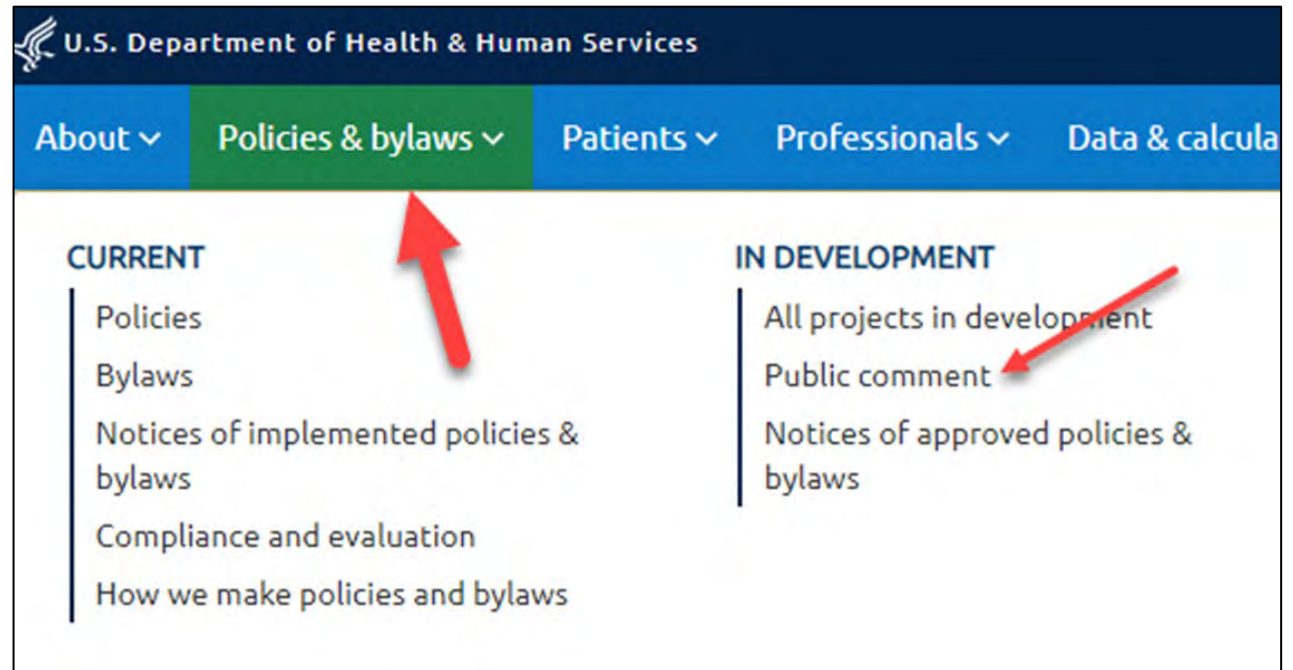 U.S. Department of Health & Human Services
About Policies & bylaws Patients Professionals Data & calcula
CURRENT
Policies
Bylaws
Notices of implemented policies &
bylaws
Compliance and evaluation
How we make policies and bylaws
IN DEVELOPMENT
All projects in development
Public comment
Notices of approved policies &
bylaws